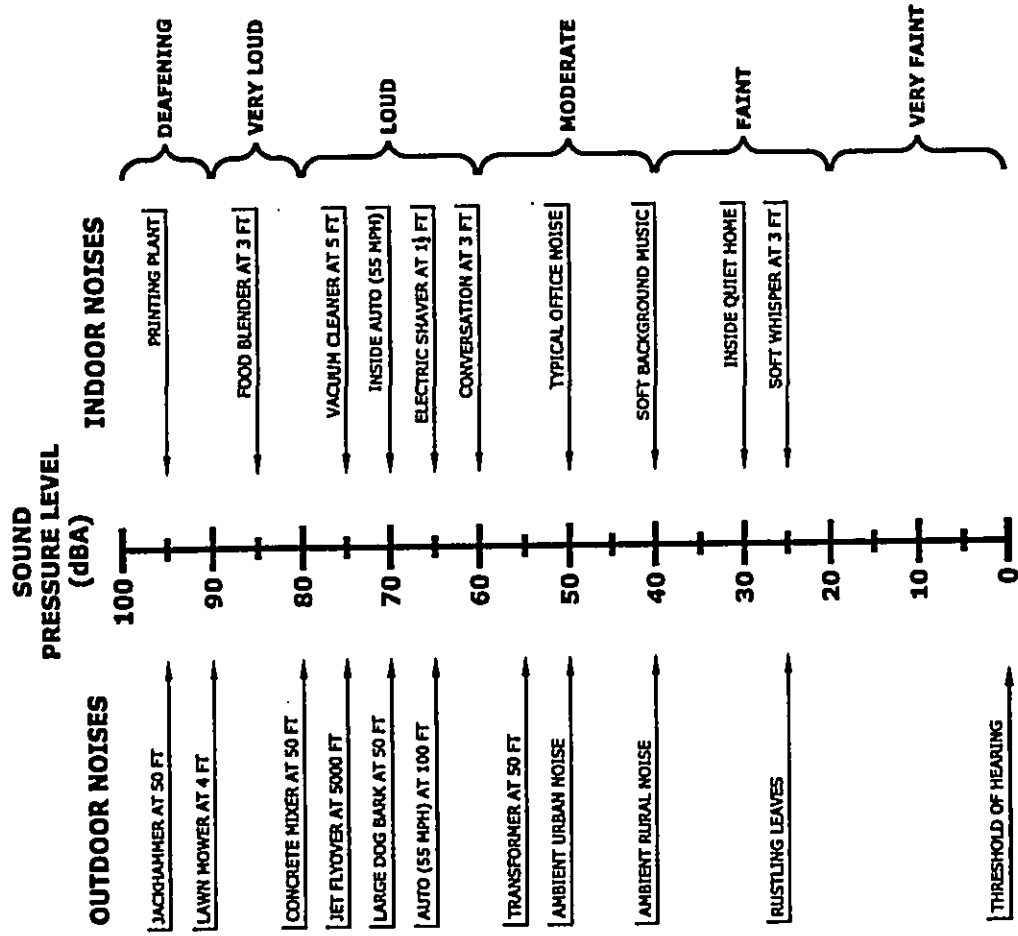 SOUND
PRESSURE LEVEL
(dBA)
OUTDOOR NOISES
JACKHAMMER AT 50 FT
LAWN MOWER AT 4 FT
CONCRETE MIXER AT 50 FT
JET FLYOVER AT 5000 FT
LARGE DOG BARK AT 50 FT
AUTO (55 MPH) AT 100 FT
TRANSFORMER AT 50 FT
AMBIENT URBAN NOISE
AMBIENT RURAL NOISE
RUSTLING LEAVES
THRESHOLD OF HEARING
100
90
80
70
60
50
40
30
20
10
0
INDOOR NOISES
PRINTING PLANT
FOOD BLENDER AT 3 FT
VACUUM CLEANER AT 5 FT
INSIDE AUTO (55 MPH)
ELECTRIC SHAVER AT 1½ FT
CONVERSATION AT 3 FT
TYPICAL OFFICE NOISE
SOFT BACKGROUND MUSIC
INSIDE QUIET HOME
SOFT WHISPER AT 3 FT
DEAFENING
VERY LOUD
LOUD
MODERATE
FAINT
VERY FAINT